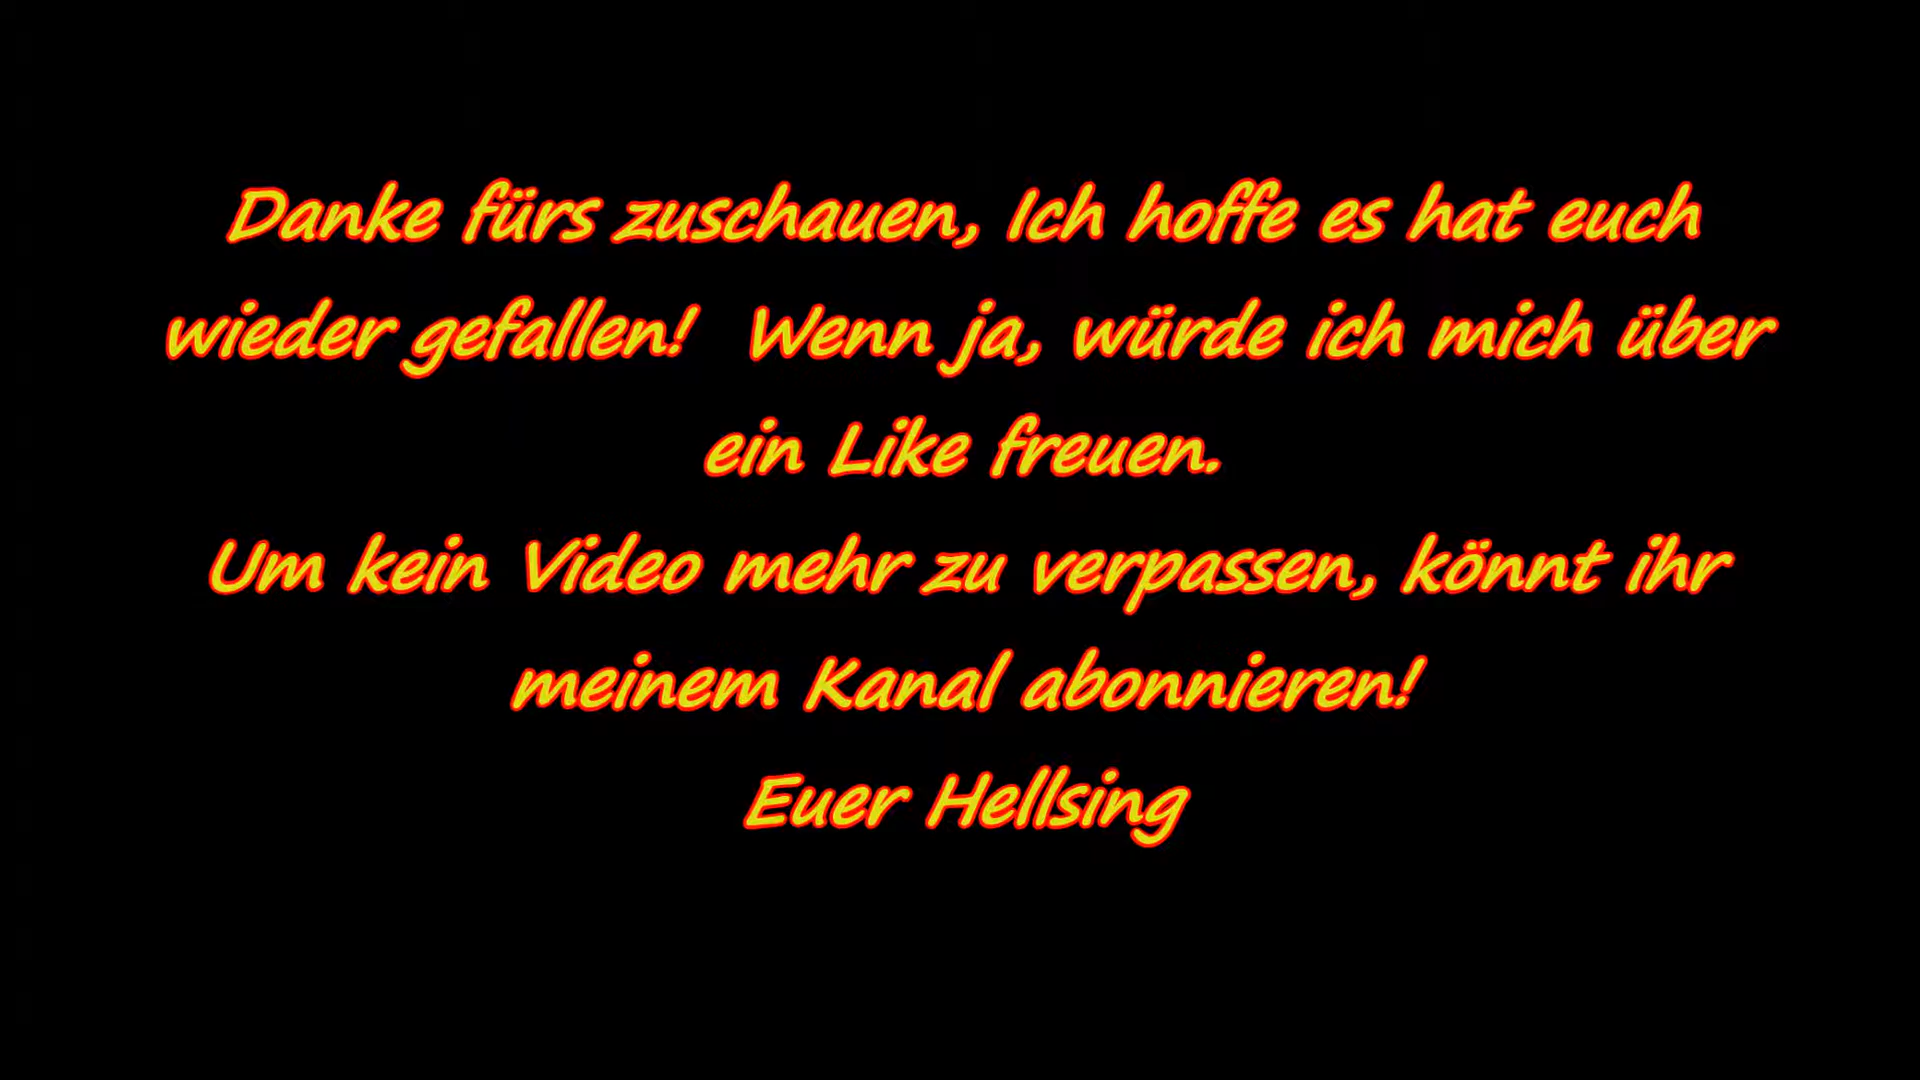 Danke fürs zuschauen, Ich hoffe es hat euch
wieder gefallen!  Wenn ja, würde ich mich über
ein Like freuen.
Um kein Video mehr zu verpassen, könnt ihr
meinem Kanal abonnieren!
Euer Hellsing